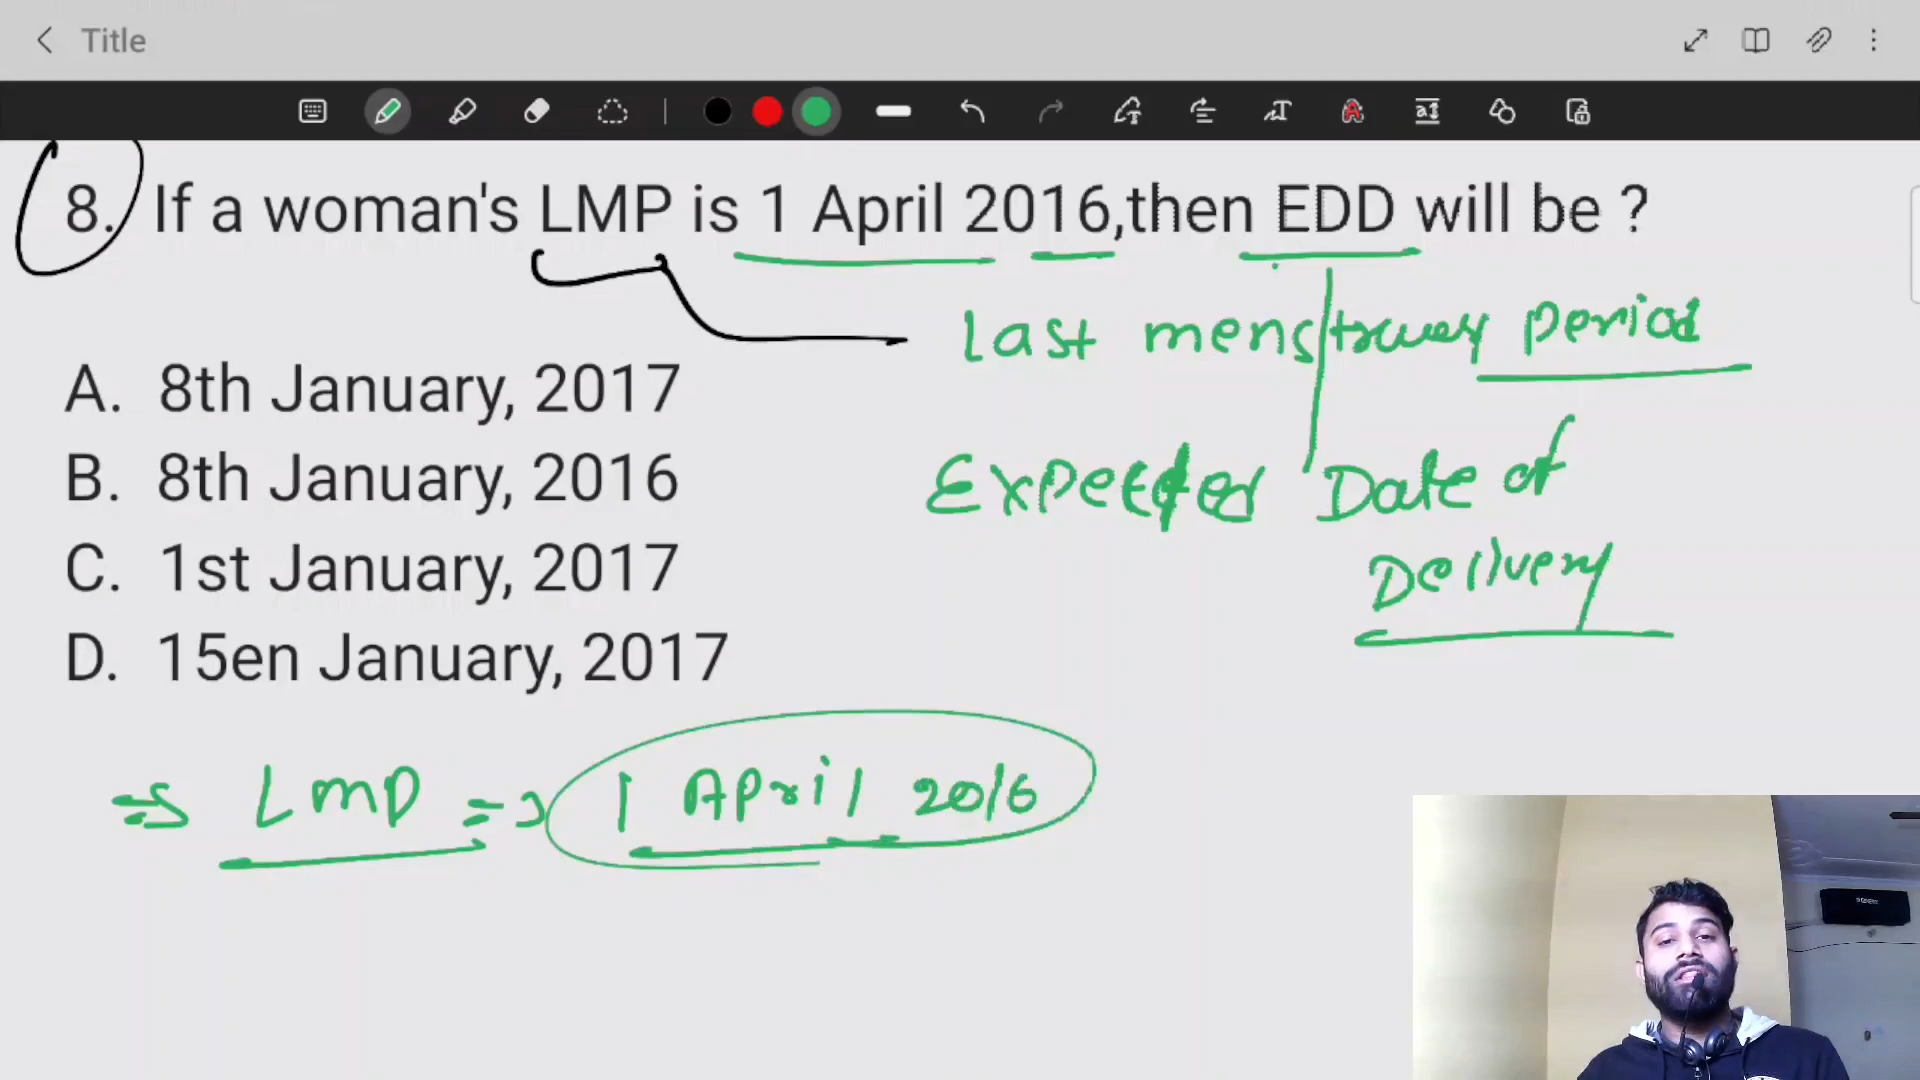 Title
8. If a woman's LMP is 1 April 2016,then EDD will be ?
Last menstruey period
A. 8th January, 2017
B. 8th January, 2016
Expected Date of
Delivery
C. 1st January, 2017
D. 15en January, 2017
⇒ LMP ⇒ 1 April 2016